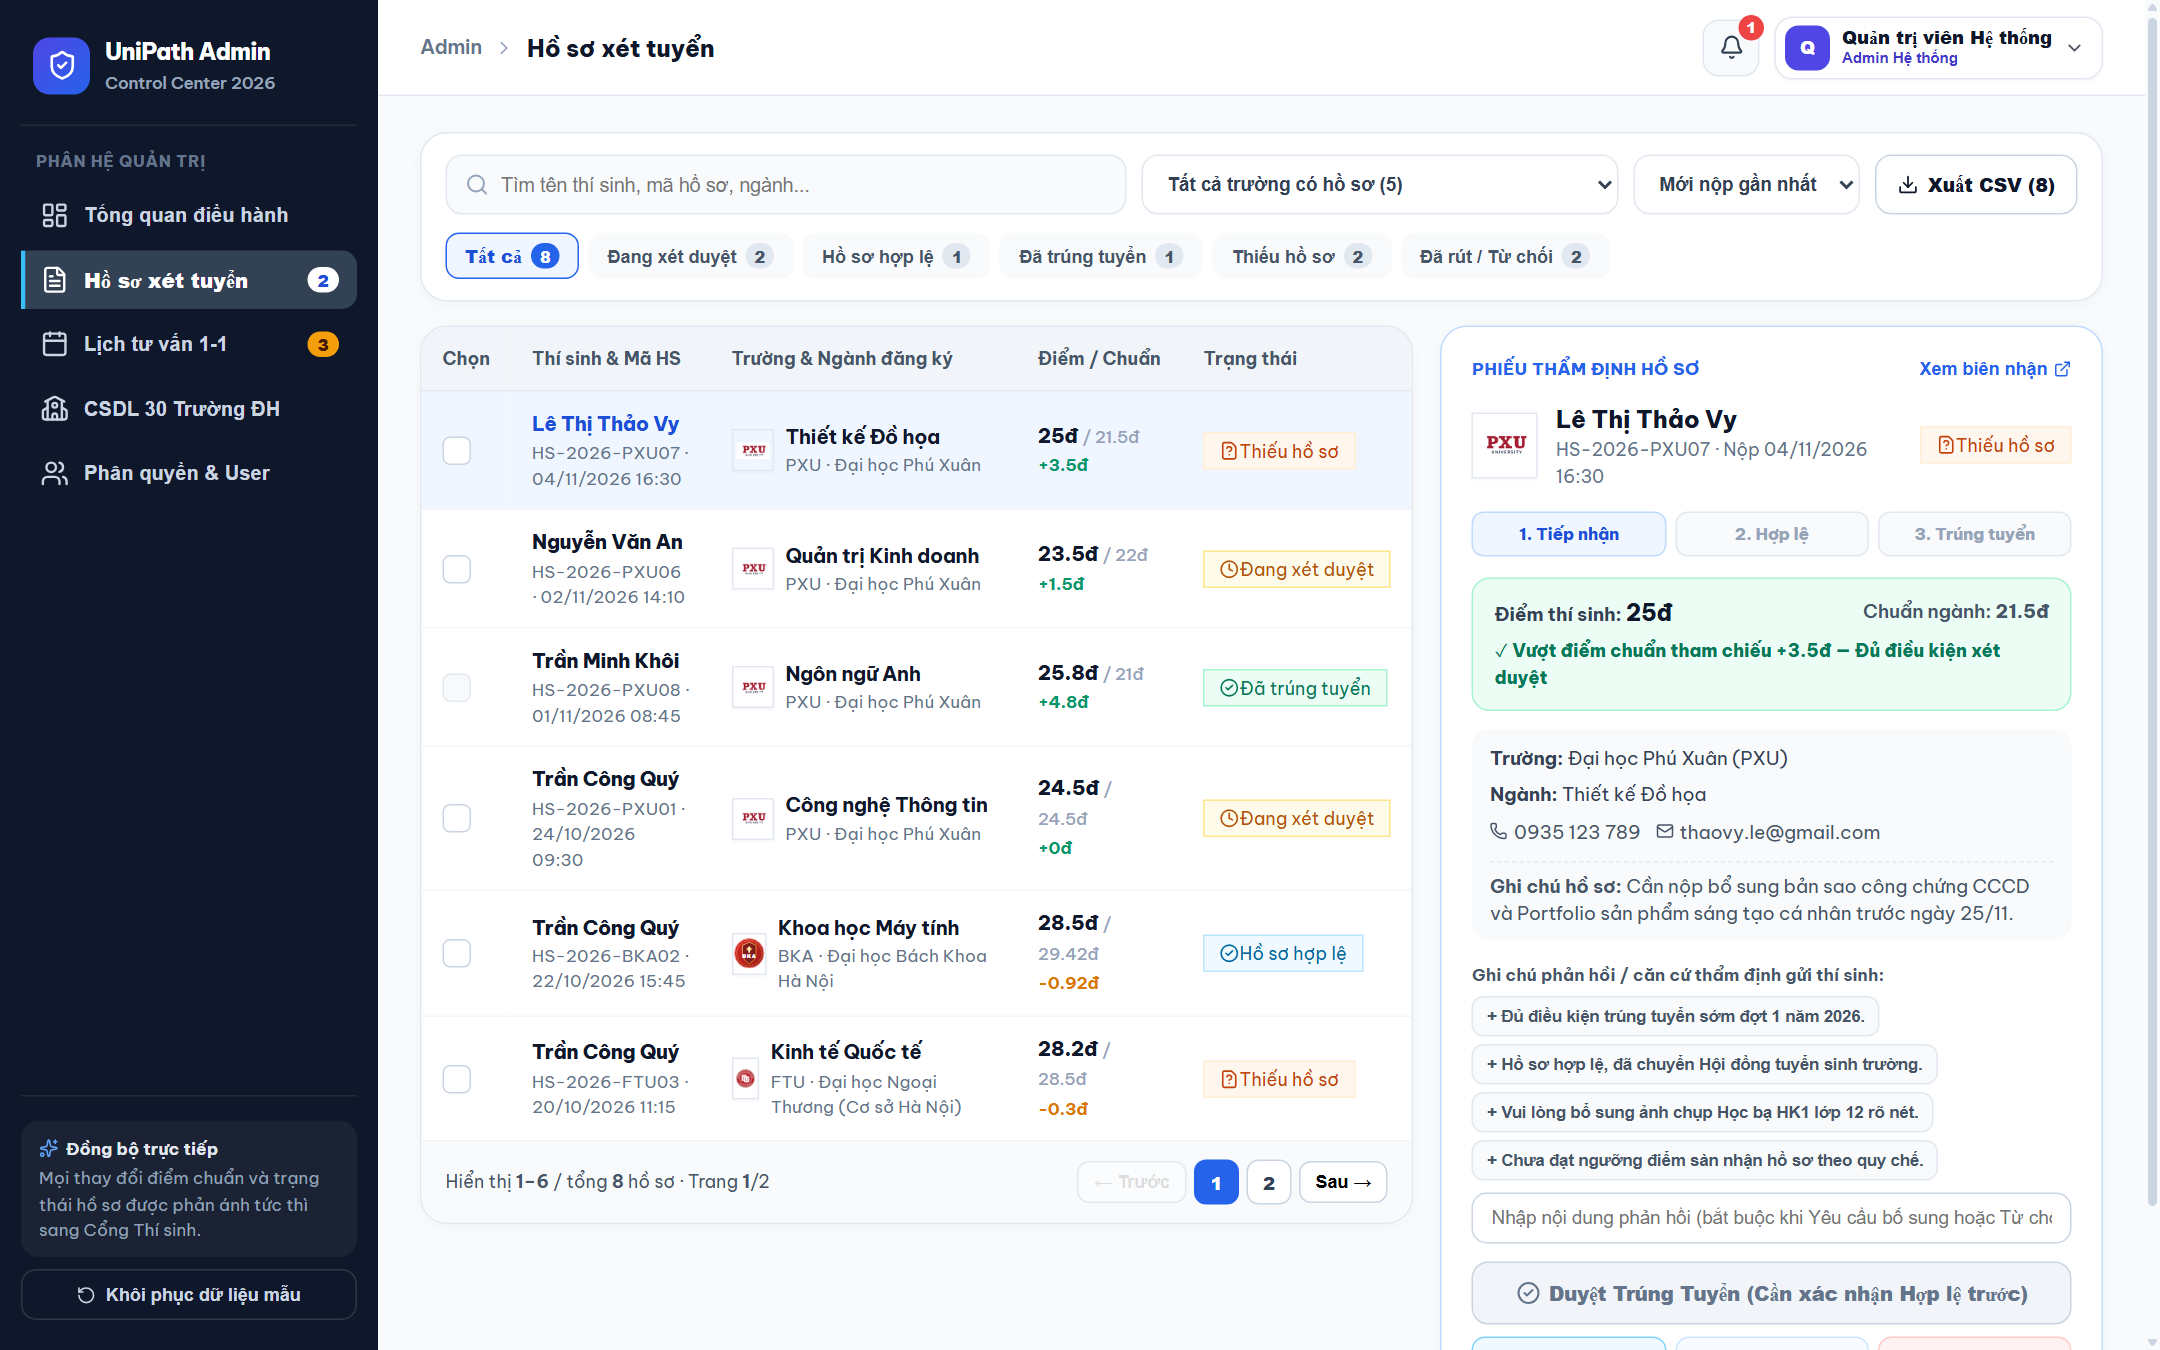 UniPath Admin
Control Center 2026
PHÂN HỆ QUẢN TRỊ
Tổng quan điều hành
Hồ sơ xét tuyển 2
Lịch tư vấn 1-1 3
CSDL 30 Trường ĐH
Phân quyền & User
Đồng bộ trực tiếp
Mọi thay đổi điểm chuẩn và trạng
thái hồ sơ được phản ánh tức thì
sang Cổng Thí sinh.
Khôi phục dữ liệu mẫu
Admin > Hồ sơ xét tuyển
1
Q
Quản trị viên Hệ thống
Admin Hệ thống
Tìm tên thí sinh, mã hồ sơ, ngành...
Tất cả trường có hồ sơ (5)
Mới nộp gần nhất
Xuất CSV (8)
Tất cả 8
Đang xét duyệt 2
Hồ sơ hợp lệ 1
Đã trúng tuyển 1
Thiếu hồ sơ 2
Đã rút / Từ chối 2
Chọn
Thí sinh & Mã HS
Trường & Ngành đăng ký
Điểm / Chuẩn
Trạng thái
Lê Thị Thảo Vy
HS-2026-PXU07 ·
04/11/2026 16:30
PXU
Thiết kế Đồ họa
PXU · Đại học Phú Xuân
25đ / 21.5đ
+3.5đ
Thiếu hồ sơ
Nguyễn Văn An
HS-2026-PXU06
· 02/11/2026 14:10
PXU
Quản trị Kinh doanh
PXU · Đại học Phú Xuân
23.5đ / 22đ
+1.5đ
Đang xét duyệt
Trần Minh Khôi
HS-2026-PXU08 ·
01/11/2026 08:45
PXU
Ngôn ngữ Anh
PXU · Đại học Phú Xuân
25.8đ / 21đ
+4.8đ
Đã trúng tuyển
Trần Công Quý
HS-2026-PXU01 ·
24/10/2026
09:30
PXU
Công nghệ Thông tin
PXU · Đại học Phú Xuân
24.5đ /
24.5đ
+0đ
Đang xét duyệt
Trần Công Quý
HS-2026-BKA02 ·
22/10/2026 15:45
BKA
Khoa học Máy tính
BKA · Đại học Bách Khoa
Hà Nội
28.5đ /
29.42đ
-0.92đ
Hồ sơ hợp lệ
Trần Công Quý
HS-2026-FTU03 ·
20/10/2026 11:15
Kinh tế Quốc tế
FTU · Đại học Ngoại
Thương (Cơ sở Hà Nội)
28.2đ /
28.5đ
-0.3đ
Thiếu hồ sơ
Hiển thị 1–6 / tổng 8 hồ sơ · Trang 1/2
← Trước
1
2
Sau →
PHIẾU THẨM ĐỊNH HỒ SƠ
Xem biên nhận
PXU
UNIVERSITY
Lê Thị Thảo Vy
HS-2026-PXU07 · Nộp 04/11/2026
16:30
Thiếu hồ sơ
1. Tiếp nhận
2. Hợp lệ
3. Trúng tuyển
Điểm thí sinh: 25đ
Chuẩn ngành: 21.5đ
✓ Vượt điểm chuẩn tham chiếu +3.5đ — Đủ điều kiện xét
duyệt
Trường: Đại học Phú Xuân (PXU)
Ngành: Thiết kế Đồ họa
0935 123 789 thaovy.le@gmail.com
Ghi chú hồ sơ: Cần nộp bổ sung bản sao công chứng CCCD
và Portfolio sản phẩm sáng tạo cá nhân trước ngày 25/11.
Ghi chú phản hồi / căn cứ thẩm định gửi thí sinh:
+ Đủ điều kiện trúng tuyển sớm đợt 1 năm 2026.
+ Hồ sơ hợp lệ, đã chuyển Hội đồng tuyển sinh trường.
+ Vui lòng bổ sung ảnh chụp Học bạ HK1 lớp 12 rõ nét.
+ Chưa đạt ngưỡng điểm sàn nhận hồ sơ theo quy chế.
Nhập nội dung phản hồi (bắt buộc khi Yêu cầu bổ sung hoặc Từ chố
Duyệt Trúng Tuyển (Cần xác nhận Hợp lệ trước)